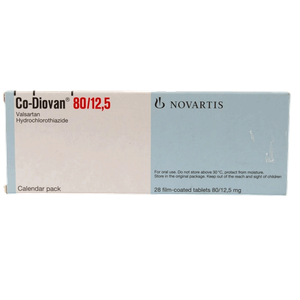 Co-Diovan® 80/12,5
Valsartan
Hydrochlorothiazide
NOVARTIS
For oral use. Do not store above 30°C, protect from moisture.
Store in the original package. Keep out of the reach and sight of children.
Calendar pack
28 film-coated tablets 80/12,5 mg